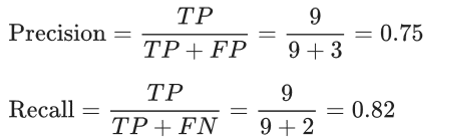 Precision = TP / (TP + FP) = 9 / (9 + 3) = 0.75
Recall = TP / (TP + FN) = 9 / (9 + 2) = 0.82